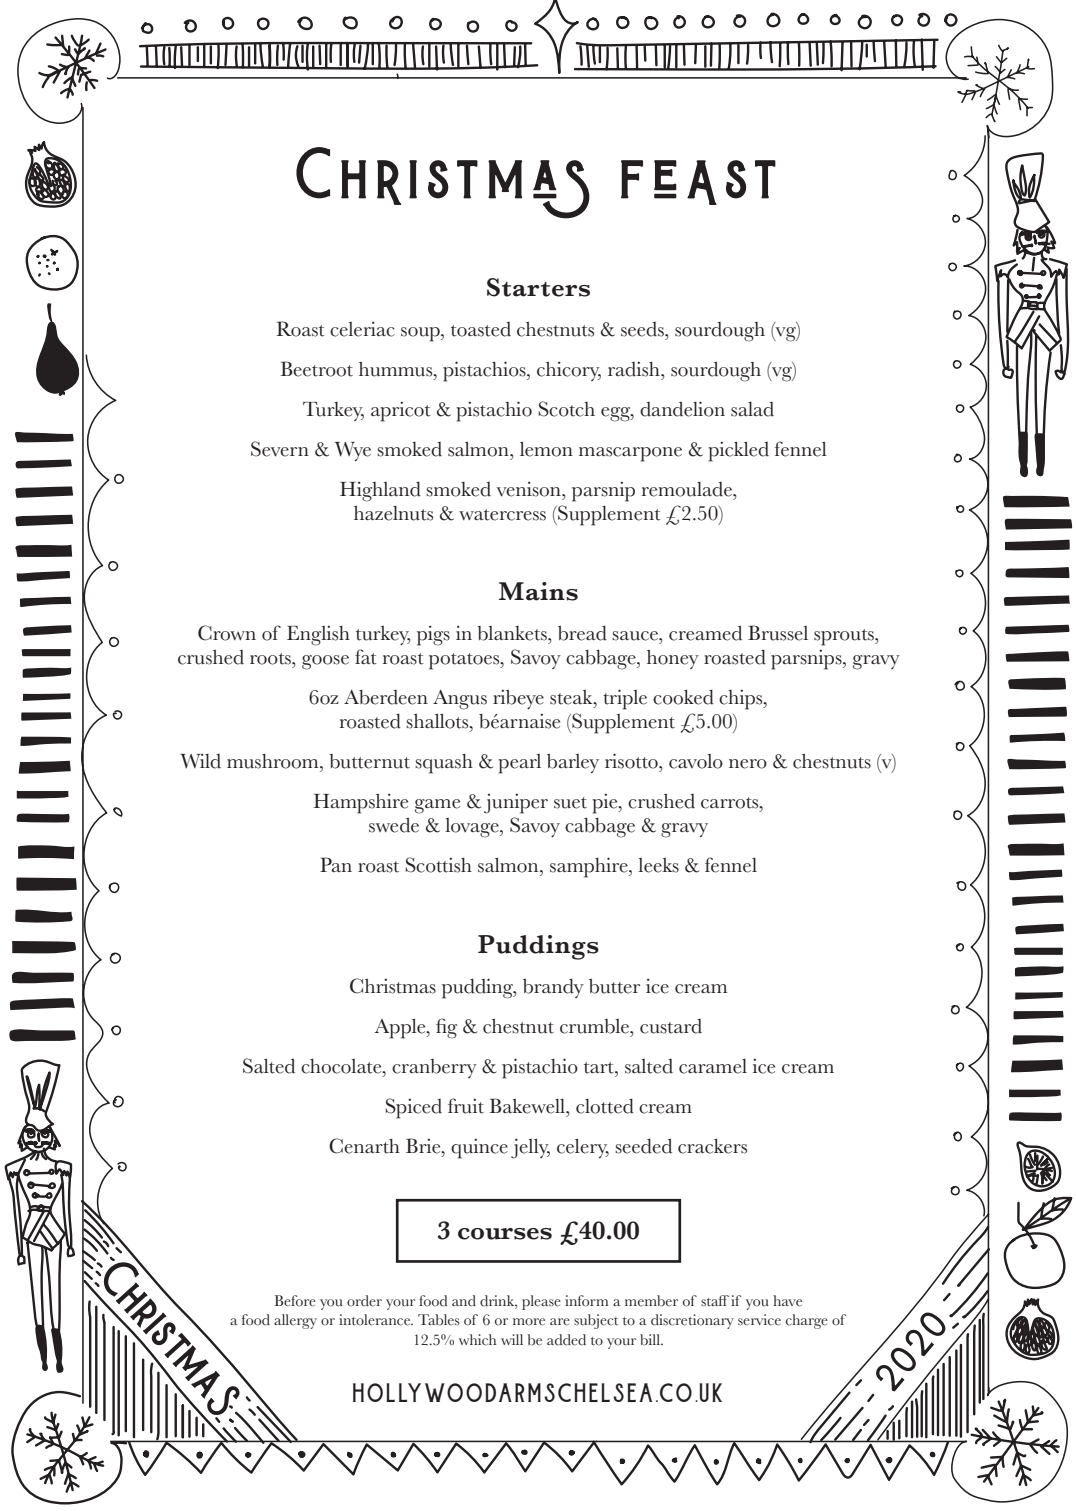 Christmas Feast
Starters
Roast celeriac soup, toasted chestnuts & seeds, sourdough (vg)
Beetroot hummus, pistachios, chicory, radish, sourdough (vg)
Turkey, apricot & pistachio Scotch egg, dandelion salad
Severn & Wye smoked salmon, lemon mascarpone & pickled fennel
Highland smoked venison, parsnip remoulade,
hazelnuts & watercress (Supplement £2.50)
Mains
Crown of English turkey, pigs in blankets, bread sauce, creamed Brussel sprouts,
crushed roots, goose fat roast potatoes, Savoy cabbage, honey roasted parsnips, gravy
6oz Aberdeen Angus ribeye steak, triple cooked chips,
roasted shallots, béarnaise (Supplement £5.00)
Wild mushroom, butternut squash & pearl barley risotto, cavolo nero & chestnuts (v)
Hampshire game & juniper suet pie, crushed carrots,
swede & lovage, Savoy cabbage & gravy
Pan roast Scottish salmon, samphire, leeks & fennel
Puddings
Christmas pudding, brandy butter ice cream
Apple, fig & chestnut crumble, custard
Salted chocolate, cranberry & pistachio tart, salted caramel ice cream
Spiced fruit Bakewell, clotted cream
Cenarth Brie, quince jelly, celery, seeded crackers
3 courses £40.00
Before you order your food and drink, please inform a member of staff if you have
a food allergy or intolerance. Tables of 6 or more are subject to a discretionary service charge of
12.5% which will be added to your bill.
HOLLYWOODARMSCHELSEA.CO.UK
CHRISTMAS
2020